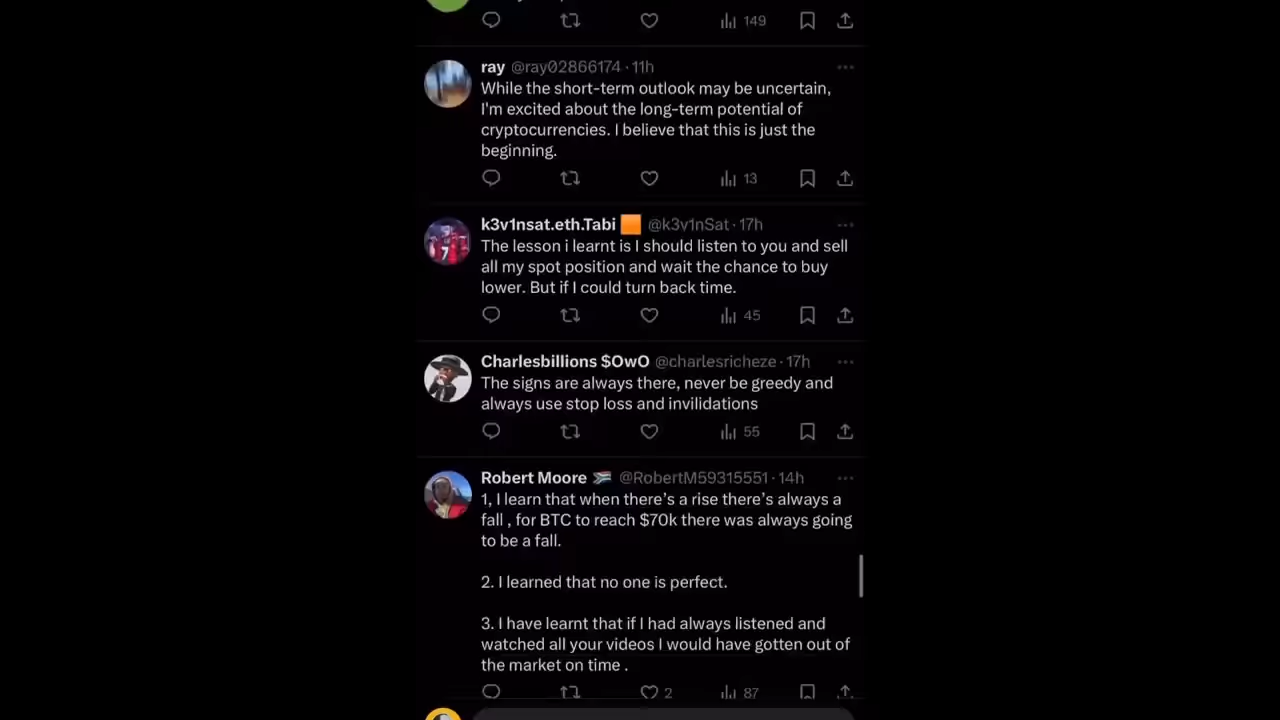 149
ray @ray02866174 · 11h
While the short-term outlook may be uncertain,
I'm excited about the long-term potential of
cryptocurrencies. I believe that this is just the
beginning.
13
k3v1nsat.eth.Tabi 🟧 @k3v1nSat · 17h
The lesson i learnt is I should listen to you and sell
all my spot position and wait the chance to buy
lower. But if I could turn back time.
45
Charlesbillions $OwO @charlesricheze · 17h
The signs are always there, never be greedy and
always use stop loss and invilidations
55
Robert Moore 🇿🇦 @RobertM59315551 · 14h
1, I learn that when there's a rise there's always a
fall , for BTC to reach $70k there was always going
to be a fall.
2. I learned that no one is perfect.
3. I have learnt that if I had always listened and
watched all your videos I would have gotten out of
the market on time .
2 87